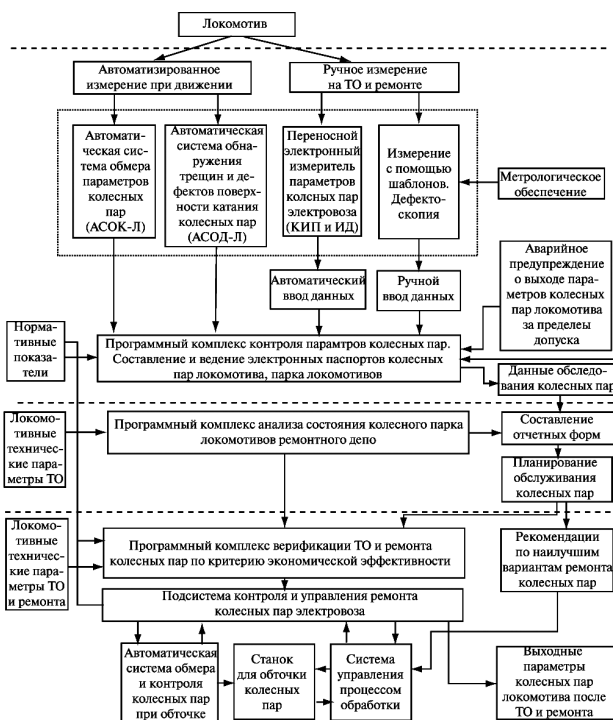 Локомотив
Автоматизированное
измерение при движении
Ручное измерение
на ТО и ремонте
Автомати-
ческая сис-
тема обмера
параметров
колесных
пар
(АСОК-Л)
Автоматическая
система обна-
ружения
трещин и де-
фектов поверх-
ности катания
колесных пар
(АСОД-Л)
Переносной
электронный
измеритель
параметров
колсных пар
электровоза
(КИП и ИД)
Измерение
с помощью
шаблонов.
Дефекто-
скопия
Метрологическое
обеспечение
Автоматический
ввод данных
Ручной
ввод данных
Аварийное
предупреждение
о выходе пара-
метров колесных
пар локомотива
за пределеы
допуска
Норма-
тивные
показа-
тели
Программный комплекс контроля парамтров колесных пар.
Составление и ведение электронных паспортов колесных
пар локомотива, парка локомотивов
Данные обследо-
вания колесных пар
Локомо-
тивные
техничес-
кие пара-
метры ТО
Программный комплекс анализа состояния колесного парка
локомотивов ремонтного депо
Составление
отчетных форм
Планирование
обслуживания
колесных пар
Локомо-
тивные
техничес-
кие пара-
метры ТО
и ремонта
Программный комплекс верификации ТО и ремонта
колесных пар по критерию экономической эффективности
Рекомендации
по наилучшим
вариантам ремонта
колесных пар
Подсистема контроля и управления ремонта
колесных пар электровоза
Автоматическая
система обмера
и контроля
колесных пар
при обточке
Станок
для обточки
колесных
пар
Система
управления
процессом
обработки
Выходные
параметры
колесных пар
локомотива после
ТО и ремонта